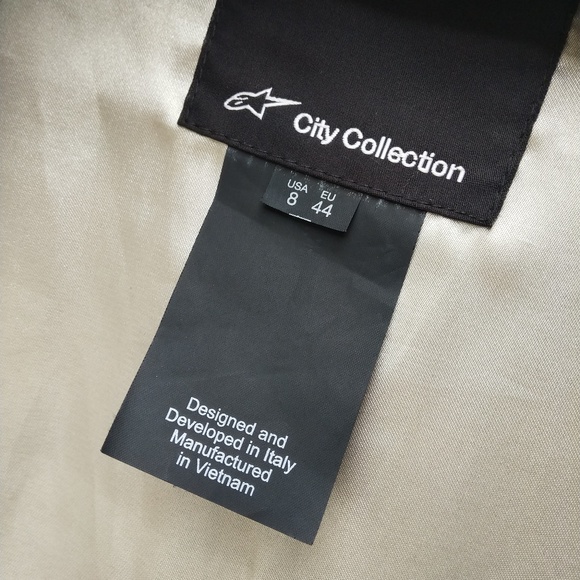 City Collection
USA EU
8 44
Designed and
Developed in Italy
Manufactured
in Vietnam